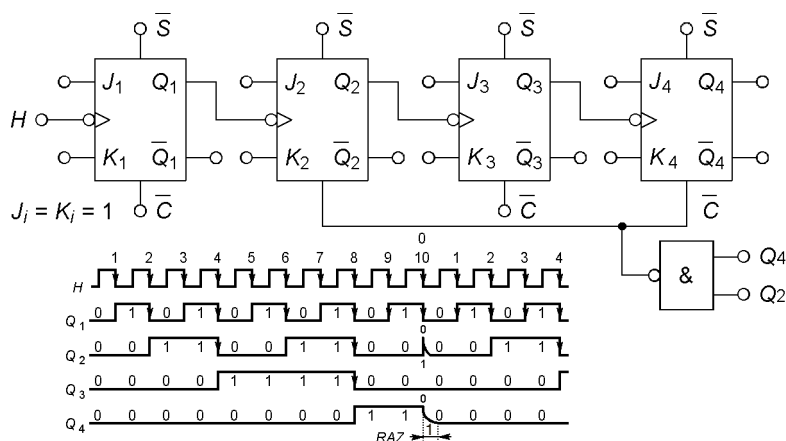 S̅ S̅ S̅ S̅
J1 Q1 J2 Q2 J3 Q3 J4 Q4
H
K1 Q̅1 K2 Q̅2 K3 Q̅3 K4 Q̅4
Ji = Ki = 1 C̅ C̅ C̅
0
1 2 3 4 5 6 7 8 9 10 1 2 3 4
H
& Q4
Q2
Q1 0 1 0 1 0 1 0 1 0 1 0 1 0 1
0
Q2 0 0 1 1 0 0 1 1 0 0 0 0 1 1
1
Q3 0 0 0 0 1 1 1 1 0 0 0 0 0 0
0
Q4 0 0 0 0 0 0 0 0 1 1 1 0 0 0 0
RAZ